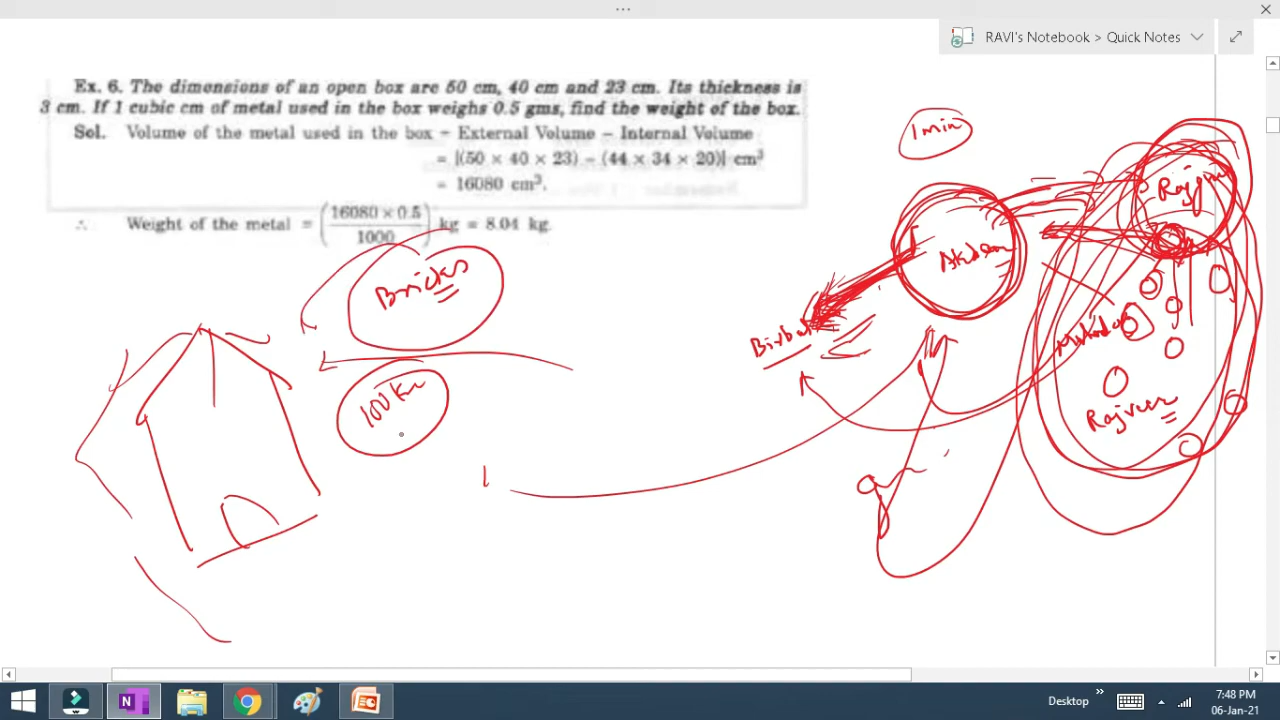 RAVI's Notebook > Quick Notes
Ex. 6. The dimensions of an open box are 50 cm, 40 cm and 23 cm. Its thickness is
3 cm. If 1 cubic cm of metal used in the box weighs 0.5 gms, find the weight of the box.
Sol. Volume of the metal used in the box = External Volume − Internal Volume
= [(50 × 40 × 23) − (44 × 34 × 20)] cm³
= 16080 cm³.
∴ Weight of the metal = (16080 × 0.5 / 1000) kg = 8.04 kg.
1 min
Bricks
Birbal
100 Km
Rajveer
Desktop
7:48 PM
06-Jan-21